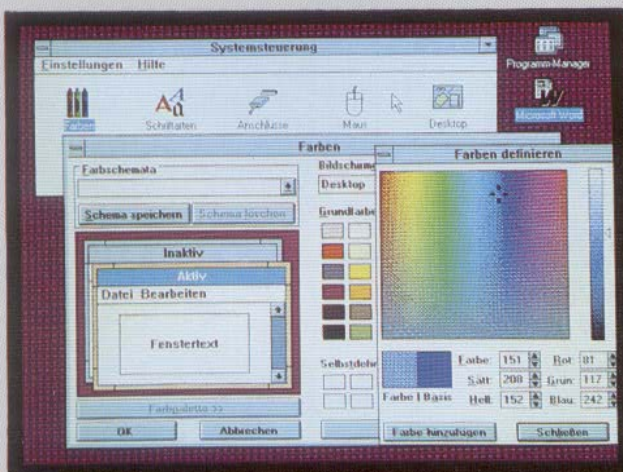 Systemsteuerung
Einstellungen Hilfe
Programm-Manager
Microsoft Word
Farben
Schriftarten
Anschlüsse
Maus
Desktop
Farben
Farbschemata
Schema speichern
Schema löschen
Inaktiv
Aktiv
Datei Bearbeiten
Fenstertext
Farbpalette >>
OK
Abbrechen
Bildschirm
Desktop
Grundfarbe
Selbstdefin
Farben definieren
Farbe: 151 Rot: 81
Sätt: 208 Grün: 117
Farbe | Basis Hell: 152 Blau: 242
Farbe hinzufügen
Schließen